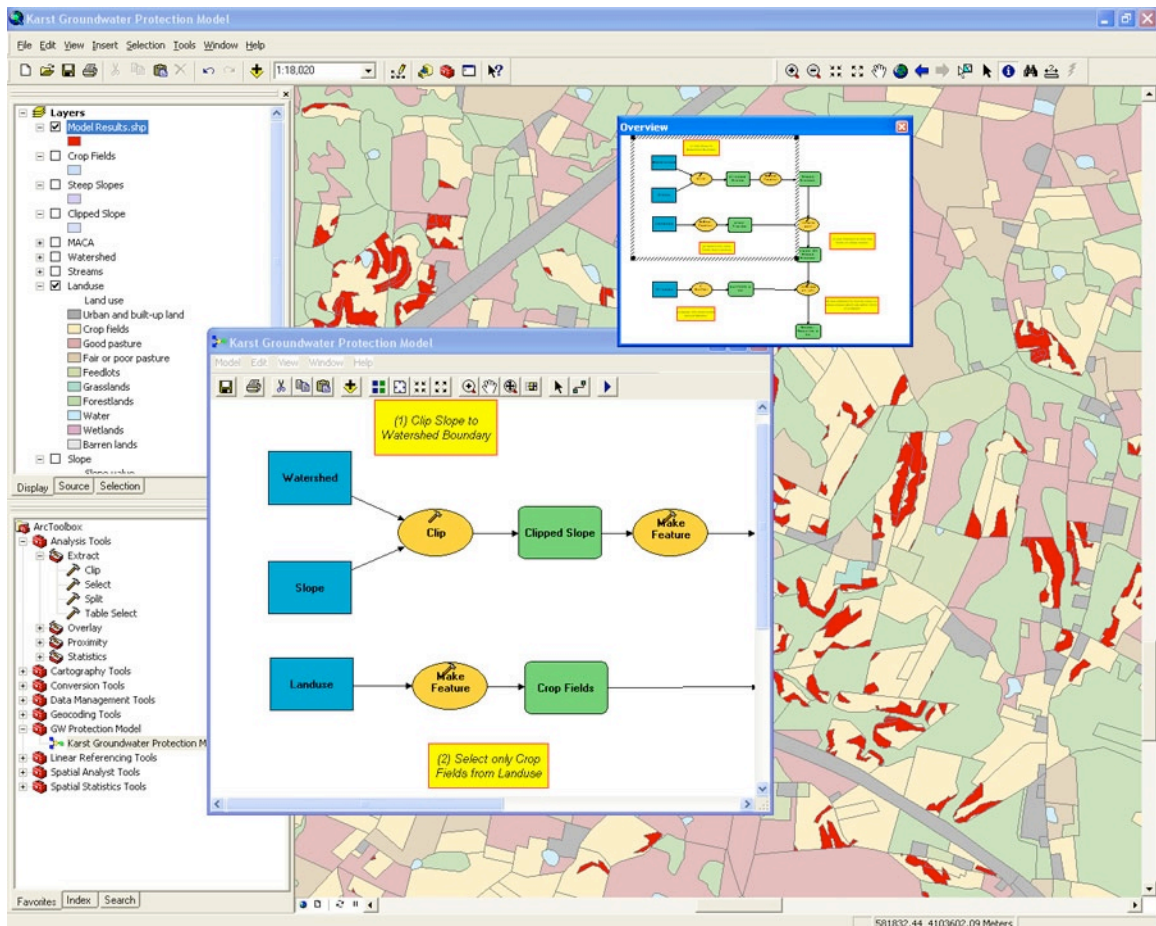 Karst Groundwater Protection Model
File Edit View Insert Selection Tools Window Help
1:18,020
Layers
Model Results.shp
Crop Fields
Steep Slopes
Clipped Slope
MACA
Watershed
Streams
Landuse
Land use
Urban and built-up land
Crop fields
Good pasture
Fair or poor pasture
Feedlots
Grasslands
Forestlands
Water
Wetlands
Barren lands
Slope
Slope value
Display Source Selection
ArcToolbox
Analysis Tools
Extract
Clip
Select
Split
Table Select
Overlay
Proximity
Statistics
Cartography Tools
Conversion Tools
Data Management Tools
Geocoding Tools
GW Protection Model
Karst Groundwater Protection M
Linear Referencing Tools
Spatial Analyst Tools
Spatial Statistics Tools
Favorites Index Search
Overview
Karst Groundwater Protection Model
Model Edit View Window Help
(1) Clip Slope to
Watershed Boundary
Watershed
Clip
Clipped Slope
Make
Feature
Slope
Landuse
Make
Feature
Crop Fields
(2) Select only Crop
Fields from Landuse
581832.44 4103602.09 Meters